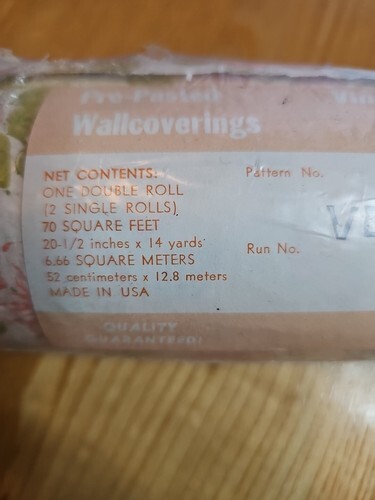 Pre-Pasted
Wallcoverings
NET CONTENTS:
ONE DOUBLE ROLL
(2 SINGLE ROLLS),
70 SQUARE FEET
20-1/2 inches x 14 yards
6.66 SQUARE METERS
52 centimeters x 12.8 meters
MADE IN USA
Pattern No.
Run No.
QUALITY
GUARANTEED!